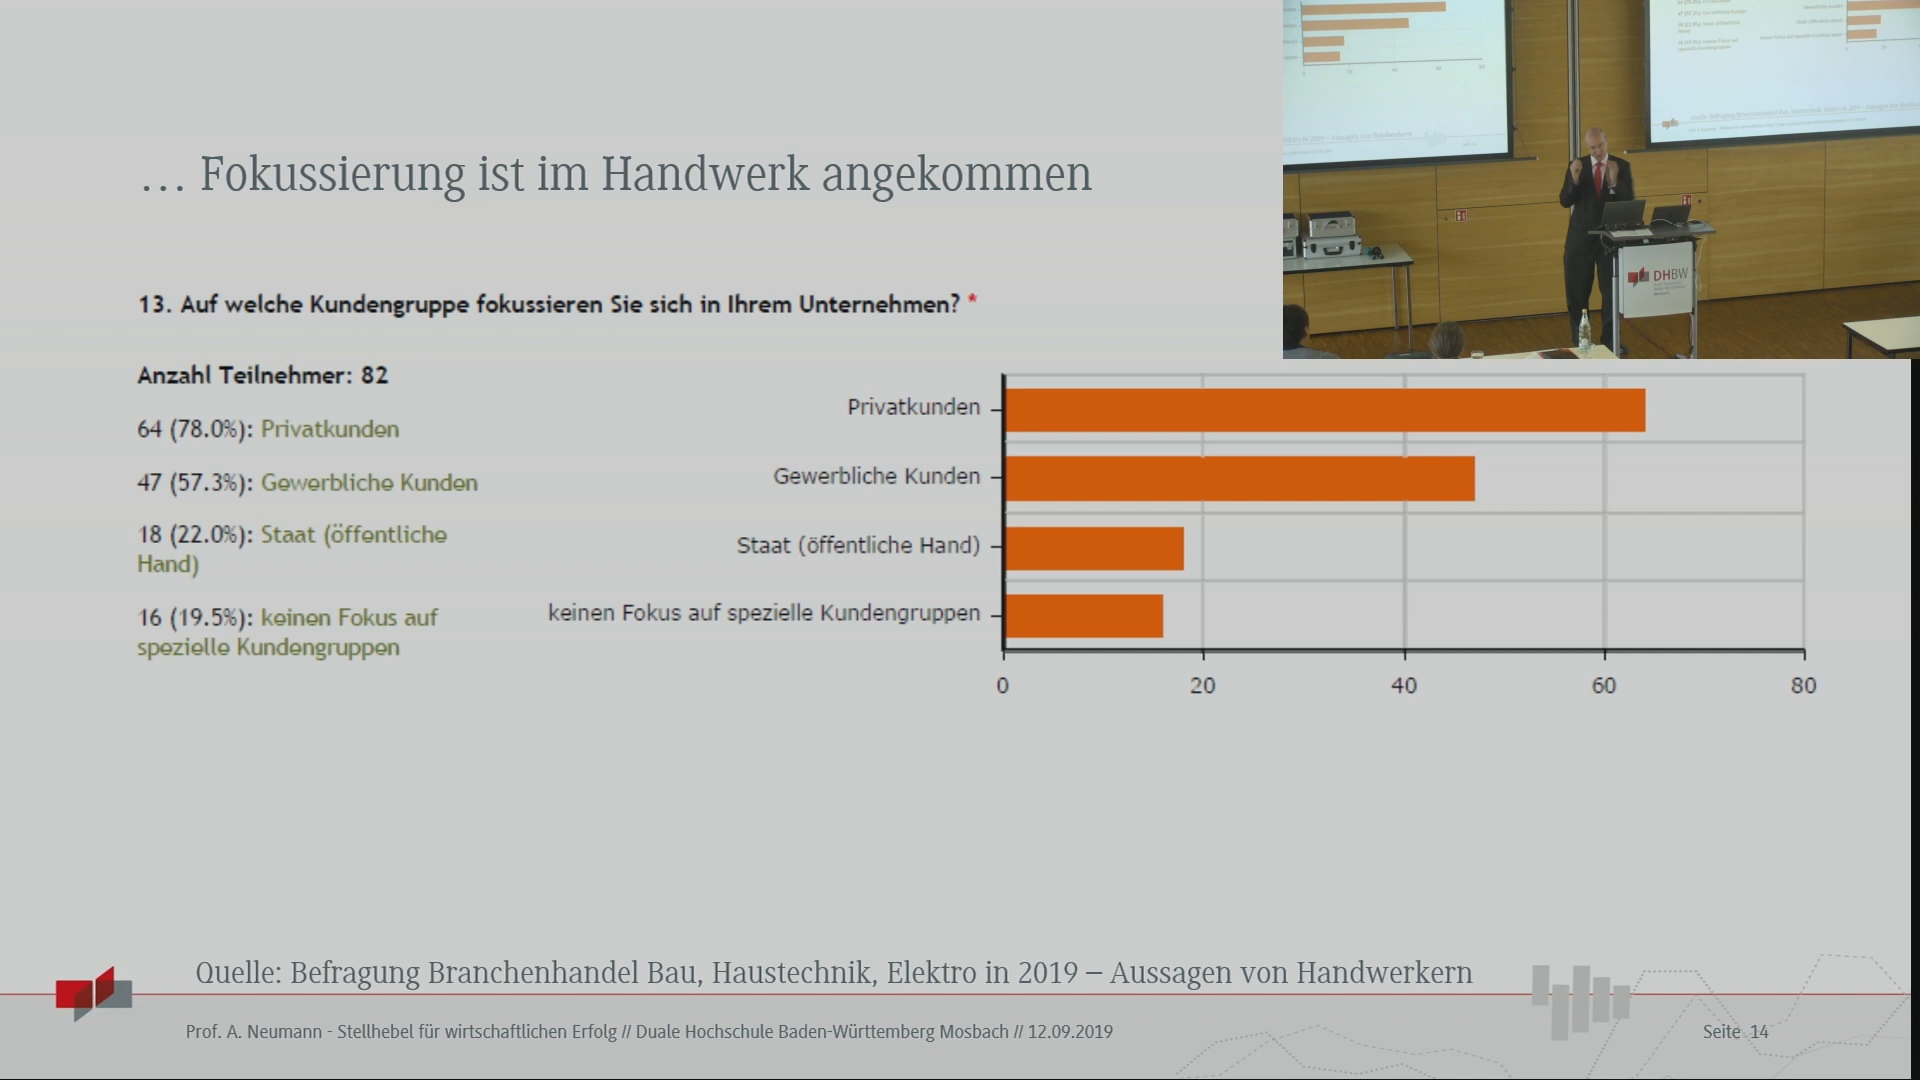 … Fokussierung ist im Handwerk angekommen
13. Auf welche Kundengruppe fokussieren Sie sich in Ihrem Unternehmen? *
Anzahl Teilnehmer: 82
64 (78.0%): Privatkunden
47 (57.3%): Gewerbliche Kunden
18 (22.0%): Staat (öffentliche
Hand)
16 (19.5%): keinen Fokus auf
spezielle Kundengruppen
Privatkunden
Gewerbliche Kunden
Staat (öffentliche Hand)
keinen Fokus auf spezielle Kundengruppen
0 20 40 60 80
DHBW
Quelle: Befragung Branchenhandel Bau, Haustechnik, Elektro in 2019 – Aussagen von Handwerkern
Prof. A. Neumann - Stellhebel für wirtschaftlichen Erfolg // Duale Hochschule Baden-Württemberg Mosbach // 12.09.2019
Seite 14